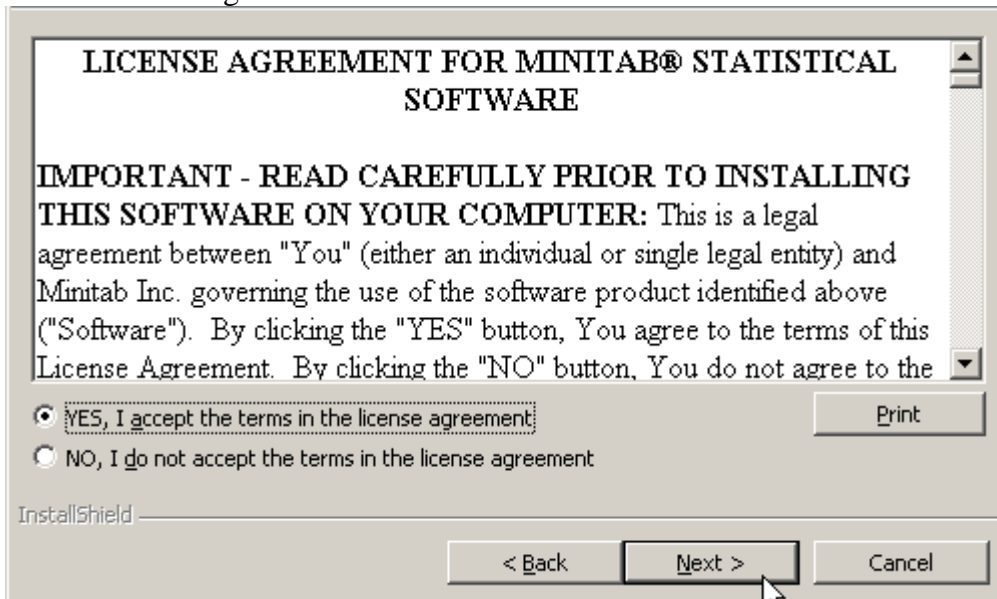 LICENSE AGREEMENT FOR MINITAB® STATISTICAL
SOFTWARE
IMPORTANT - READ CAREFULLY PRIOR TO INSTALLING
THIS SOFTWARE ON YOUR COMPUTER: This is a legal
agreement between "You" (either an individual or single legal entity) and
Minitab Inc. governing the use of the software product identified above
("Software").  By clicking the "YES" button, You agree to the terms of this
License Agreement.  By clicking the "NO" button, You do not agree to the
YES, I accept the terms in the license agreement
Print
NO, I do not accept the terms in the license agreement
InstallShield
< Back
Next >
Cancel